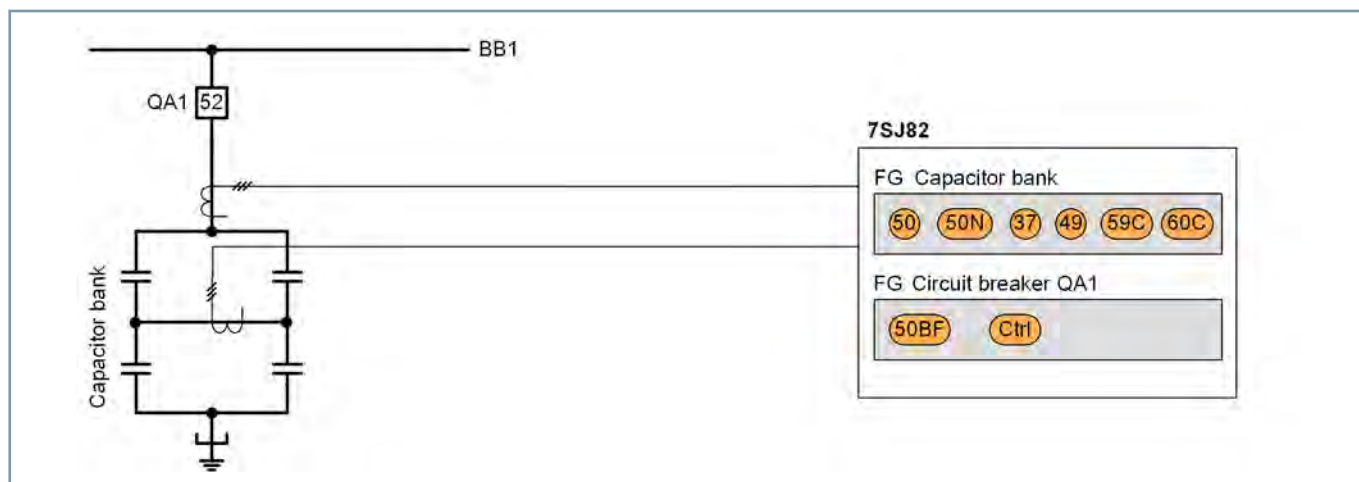 BB1
QA1 52
7SJ82
FG Capacitor bank
50 50N 37 49 59C 60C
FG Circuit breaker QA1
50BF Ctrl
Capacitor bank